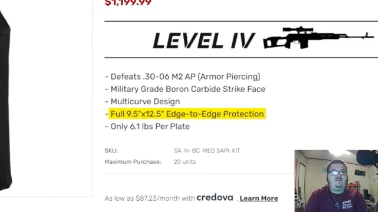 $1,199.99
LEVEL IV
- Defeats .30-06 M2 AP (Armor Piercing)
- Military Grade Boron Carbide Strike Face
- Multicurve Design
- Full 9.5"x12.5" Edge-to-Edge Protection
- Only 6.1 lbs Per Plate
SKU: SA-IV-BC-MED SAPI-KIT
Maximum Purchase: 20 units
As low as $87.23/month with credova. Learn More